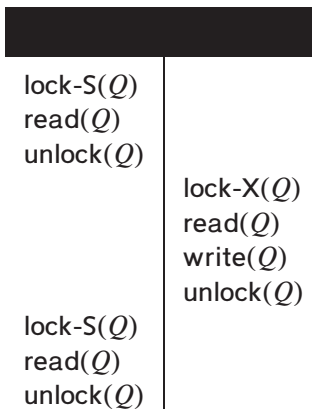 lock-S(Q)
read(Q)
unlock(Q)
lock-X(Q)
read(Q)
write(Q)
unlock(Q)
lock-S(Q)
read(Q)
unlock(Q)